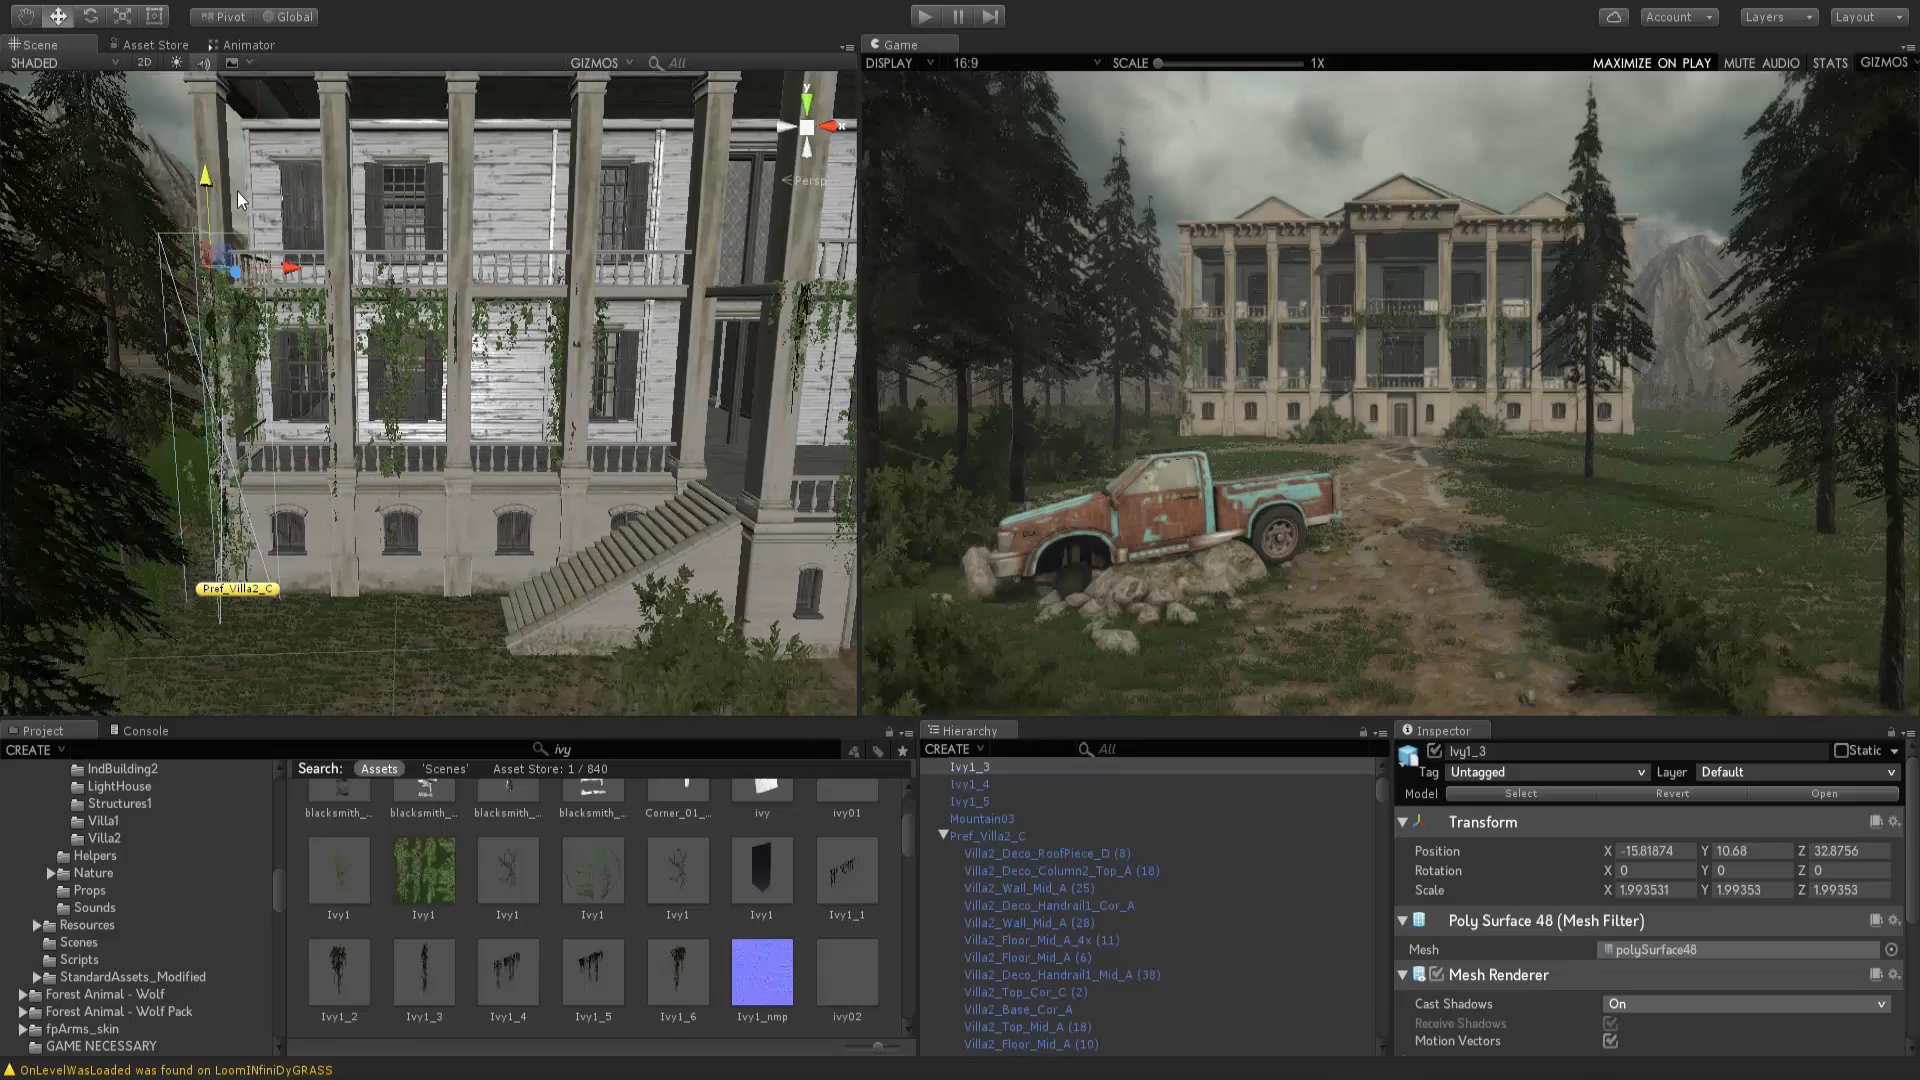 Pivot Global
Account Layers Layout
Scene Asset Store Animator
SHADED 2D GIZMOS All
y
x
Persp
Pref_Villa2_C
Game
DISPLAY 16:9 SCALE 1X MAXIMIZE ON PLAY MUTE AUDIO STATS GIZMOS
Project Console
CREATE ivy
IndBuilding2
LightHouse
Structures1
Villa1
Villa2
Helpers
Nature
Props
Sounds
Resources
Scenes
Scripts
StandardAssets_Modified
Forest Animal - Wolf
Forest Animal - Wolf Pack
fpArms_skin
GAME NECESSARY
Search: Assets 'Scenes' Asset Store: 1 / 840
blacksmith_... blacksmith_... blacksmith_... blacksmith_... Corner_01_... ivy ivy01
Ivy1 Ivy1 Ivy1 Ivy1 Ivy1 Ivy1 Ivy1_1
Ivy1_2 Ivy1_3 Ivy1_4 Ivy1_5 Ivy1_6 Ivy1_nmp ivy02
Hierarchy
CREATE All
Ivy1_3
Ivy1_4
Ivy1_5
Mountain03
Pref_Villa2_C
Villa2_Deco_RoofPiece_D (8)
Villa2_Deco_Column2_Top_A (18)
Villa2_Wall_Mid_A (25)
Villa2_Deco_Handrail1_Cor_A
Villa2_Wall_Mid_A (28)
Villa2_Floor_Mid_A_4x (11)
Villa2_Floor_Mid_A (6)
Villa2_Deco_Handrail1_Mid_A (38)
Villa2_Top_Cor_C (2)
Villa2_Base_Cor_A
Villa2_Top_Mid_A (18)
Villa2_Floor_Mid_A (10)
Inspector
Ivy1_3 Static
Tag Untagged Layer Default
Model Select Revert Open
Transform
Position X -15.81874 Y 10.68 Z 32.8756
Rotation X 0 Y 0 Z 0
Scale X 1.993531 Y 1.99353 Z 1.99353
Poly Surface 48 (Mesh Filter)
Mesh polySurface48
Mesh Renderer
Cast Shadows On
Receive Shadows
Motion Vectors
OnLevelWasLoaded was found on LoomINfiniDyGRASS